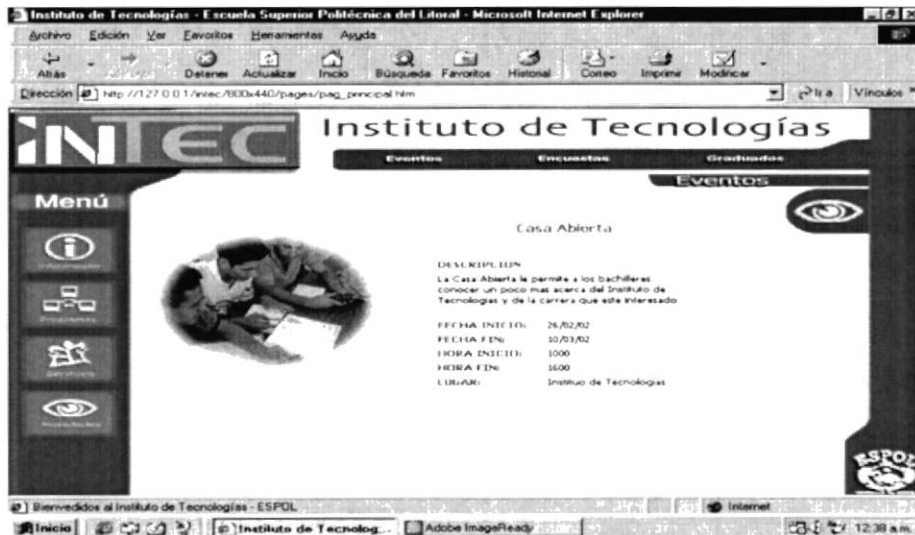 Instituto de Tecnologías - Escuela Superior Politécnica del Litoral - Microsoft Internet Explorer
Archivo Edición Ver Favoritos Herramientas Ayuda
Atrás Detener Actualizar Inicio Búsqueda Favoritos Historial Correo Imprimir Modificar
Dirección http://127.0.0.1/intec/800x440/pages/pag_principal.htm Ir a Vínculos
INTEC Instituto de Tecnologías
Eventos Encuestas Graduados
Eventos
Menú
Casa Abierta
DESCRIPCION
La Casa Abierta le permite a los bachilleres
conocer un poco mas acerca del Instituto de
Tecnologias y de la carrera que este interesado
FECHA INICIO: 26/02/02
FECHA FIN: 10/03/02
HORA INICIO: 1000
HORA FIN: 1600
LUGAR: Instituo de Tecnologias
Información
Programas
Servicios
ESPOL
Bienvenidos al Instituto de Tecnologías - ESPOL Internet
Inicio Instituto de Tecnolog... Adobe ImageReady 12:38 a.m.